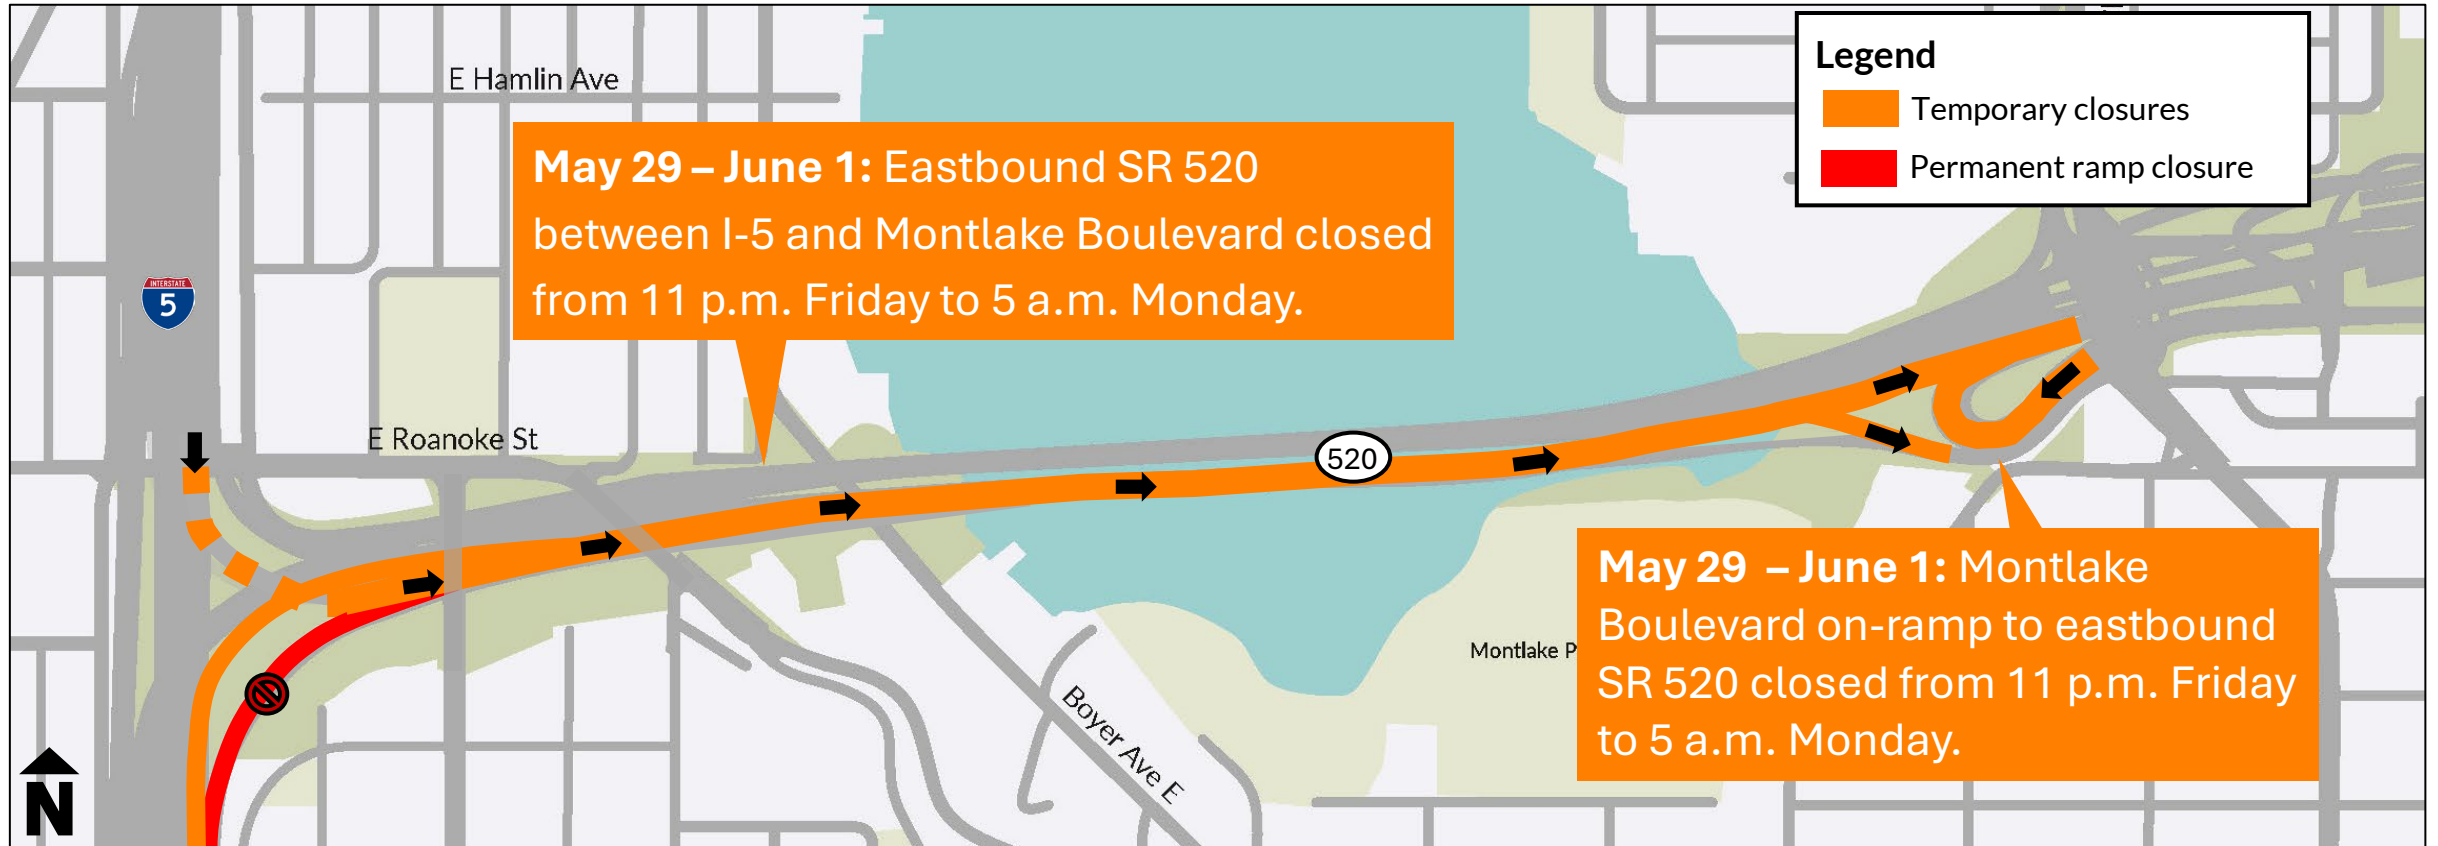 E Hamlin Ave
Legend
Temporary closures
Permanent ramp closure
May 29 – June 1: Eastbound SR 520
between I-5 and Montlake Boulevard closed
from 11 p.m. Friday to 5 a.m. Monday.
INTERSTATE
5
E Roanoke St
520
May 29 – June 1: Montlake
Boulevard on-ramp to eastbound
SR 520 closed from 11 p.m. Friday
to 5 a.m. Monday.
Montlake P
Boyer Ave E
N